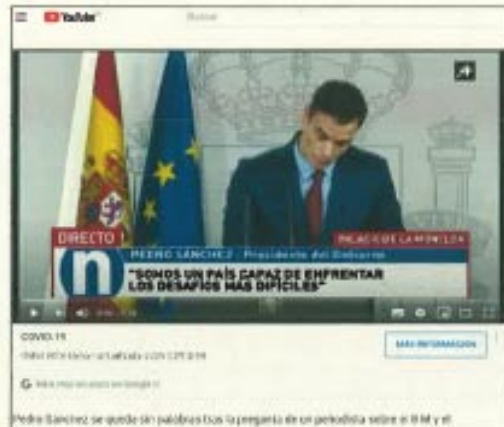 YouTube
Buscar
DIRECTO
PALACIO DE LA MONCLOA
n
PEDRO SÁNCHEZ - Presidente del Gobierno
"SOMOS UN PAÍS CAPAZ DE ENFRENTAR
LOS DESAFÍOS MÁS DIFÍCILES"
COVID-19
MÁS INFORMACIÓN
G
Pedro Sánchez se queda sin palabras tras la pregunta de un periodista sobre el 8M y el